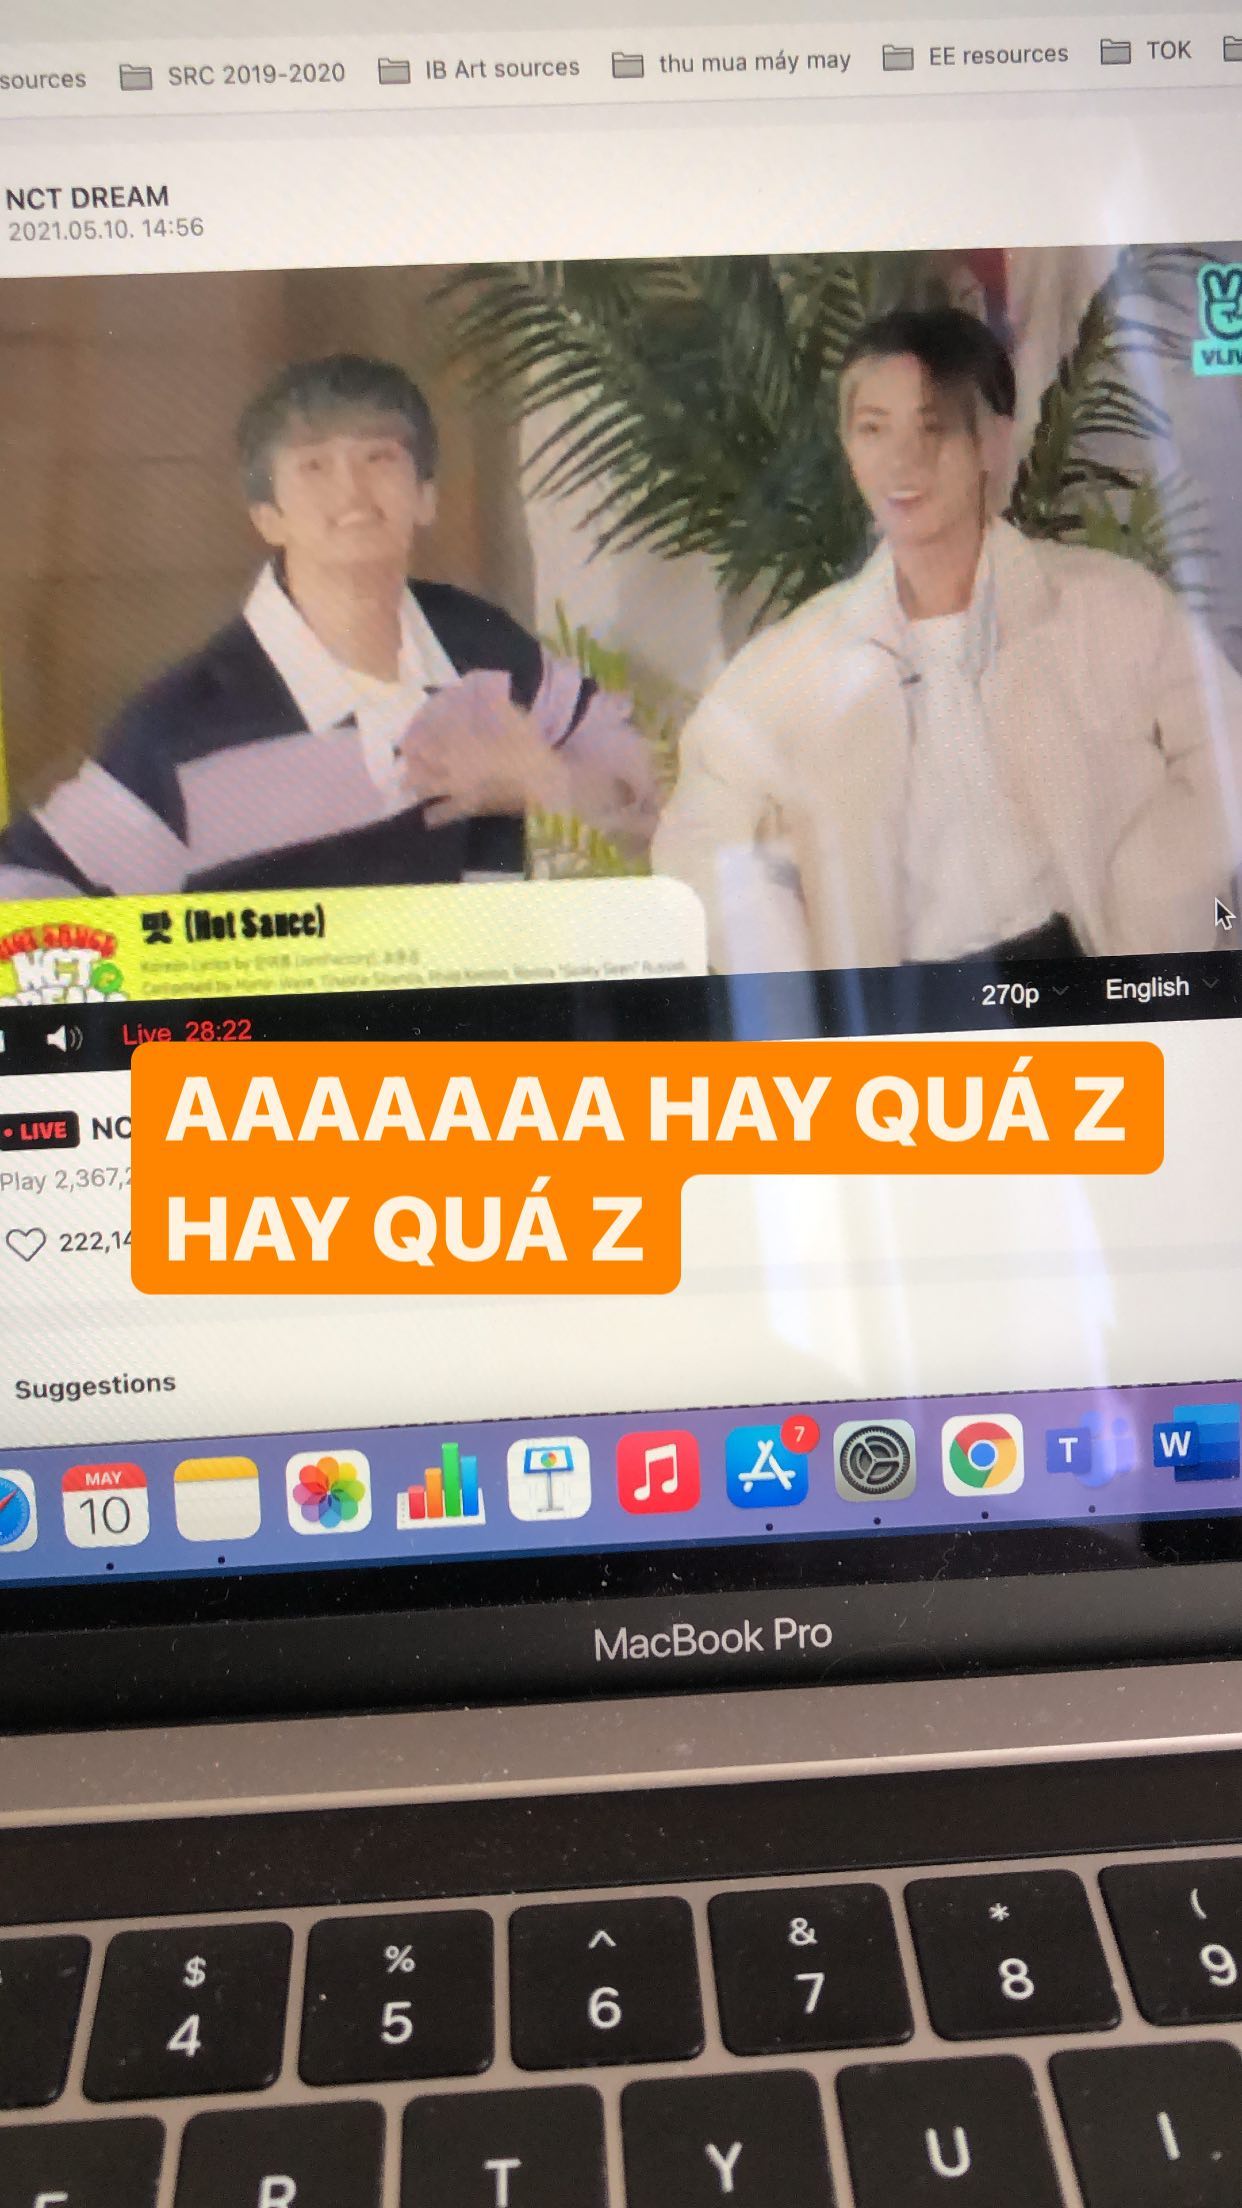 sources SRC 2019-2020 IB Art sources thu mua máy may EE resources TOK
NCT DREAM
2021.05.10. 14:56
맛 (Hot Sauce)
270p English
Live 28:22
AAAAAAA HAY QUÁ Z
HAY QUÁ Z
LIVE NC
Play 2,367,2
222,14
Suggestions
MAY
10
7
T
W
MacBook Pro
$ % ^ & * (
4 5 6 7 8 9
R T Y U I